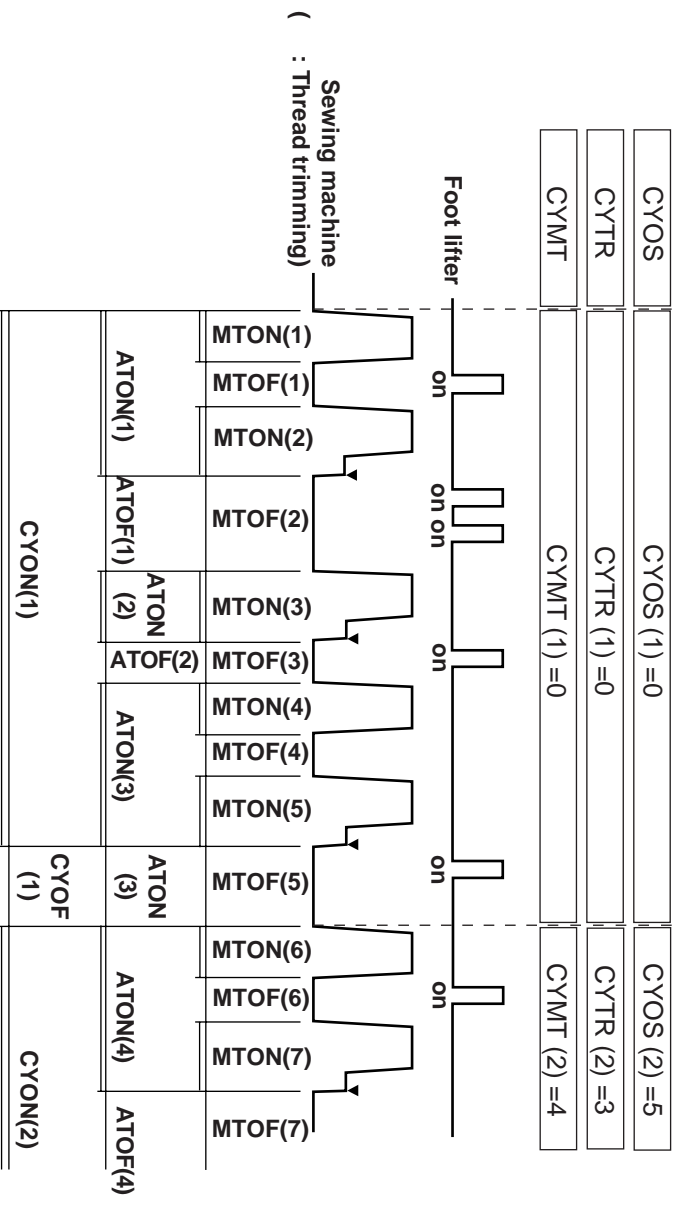 CYOS CYOS (1) =0 CYOS (2) =5
CYTR CYTR (1) =0 CYTR (2) =3
CYMT CYMT (1) =0 CYMT (2) =4
Foot lifter
on on on on on on
Sewing machine
( : Thread trimming)
MTON(1)
MTOF(1)
MTON(2)
MTOF(2)
MTON(3)
MTOF(3)
MTON(4)
MTOF(4)
MTON(5)
MTOF(5)
MTON(6)
MTOF(6)
MTON(7)
MTOF(7)
ATON(1)
ATOF(1)
ATON
(2)
ATOF(2)
ATON(3)
ATON
(3)
ATON(4)
ATOF(4)
CYON(1)
CYOF
(1)
CYON(2)